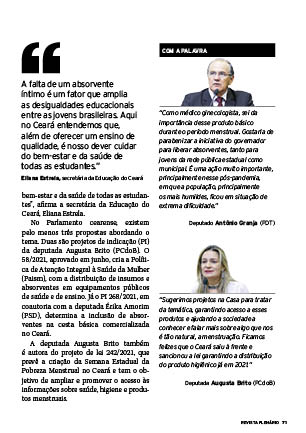 “
A falta de um absorvente
íntimo é um fator que amplia
as desigualdades educacionais
entre as jovens brasileiras. Aqui
no Ceará entendemos que,
além de oferecer um ensino de
qualidade, é nosso dever cuidar
do bem-estar e da saúde de
todas as estudantes.”
Eliana Estrela, secretária da Educação do Ceará
bem-estar e da saúde de todas as estudan-
tes”, afirma a secretária da Educação do
Ceará, Eliana Estrela.
No Parlamento cearense, existem
pelo menos três propostas abordando o
tema. Duas são projetos de indicação (PI)
da deputada Augusta Brito (PCdoB). O
58/2021, aprovado em junho, cria a Políti-
ca de Atenção Integral à Saúde da Mulher
(Paism), com a distribuição de insumos e
absorventes em equipamentos públicos
de saúde e de ensino. Já o PI 268/2021, em
coautoria com a deputada Érika Amorim
(PSD), determina a inclusão de absor-
ventes na cesta básica comercializada
no Ceará.
A deputada Augusta Brito também
é autora do projeto de lei 242/2021, que
prevê a criação da Semana Estadual da
Pobreza Menstrual no Ceará e tem o ob-
jetivo de ampliar e promover o acesso às
informações sobre saúde, higiene e produ-
tos menstruais.
COM A PALAVRA
“Como médico ginecologista, sei da
importância desse produto básico
durante o período menstrual. Gostaria de
parabenizar a iniciativa do governador
para liberar absorventes, tanto para
jovens da rede pública estadual como
municipal. É uma ação muito importante,
principalmente nesse pós-pandemia,
em que a população, principalmente
os mais humildes, ficou em situação de
extrema dificuldade.”
Deputado Antônio Granja (PDT)
“Sugerimos projetos na Casa para tratar
da temática, garantindo acesso a esses
produtos e ajudando a sociedade a
conhecer e falar mais sobre algo que nos
é tão natural, a menstruação. Ficamos
felizes que o Ceará saiu à frente e
sancionou a lei garantindo a distribuição
do produto higiênico já em 2021.”
Deputada Augusta Brito (PCdoB)
REVISTA PLENÁRIO 71